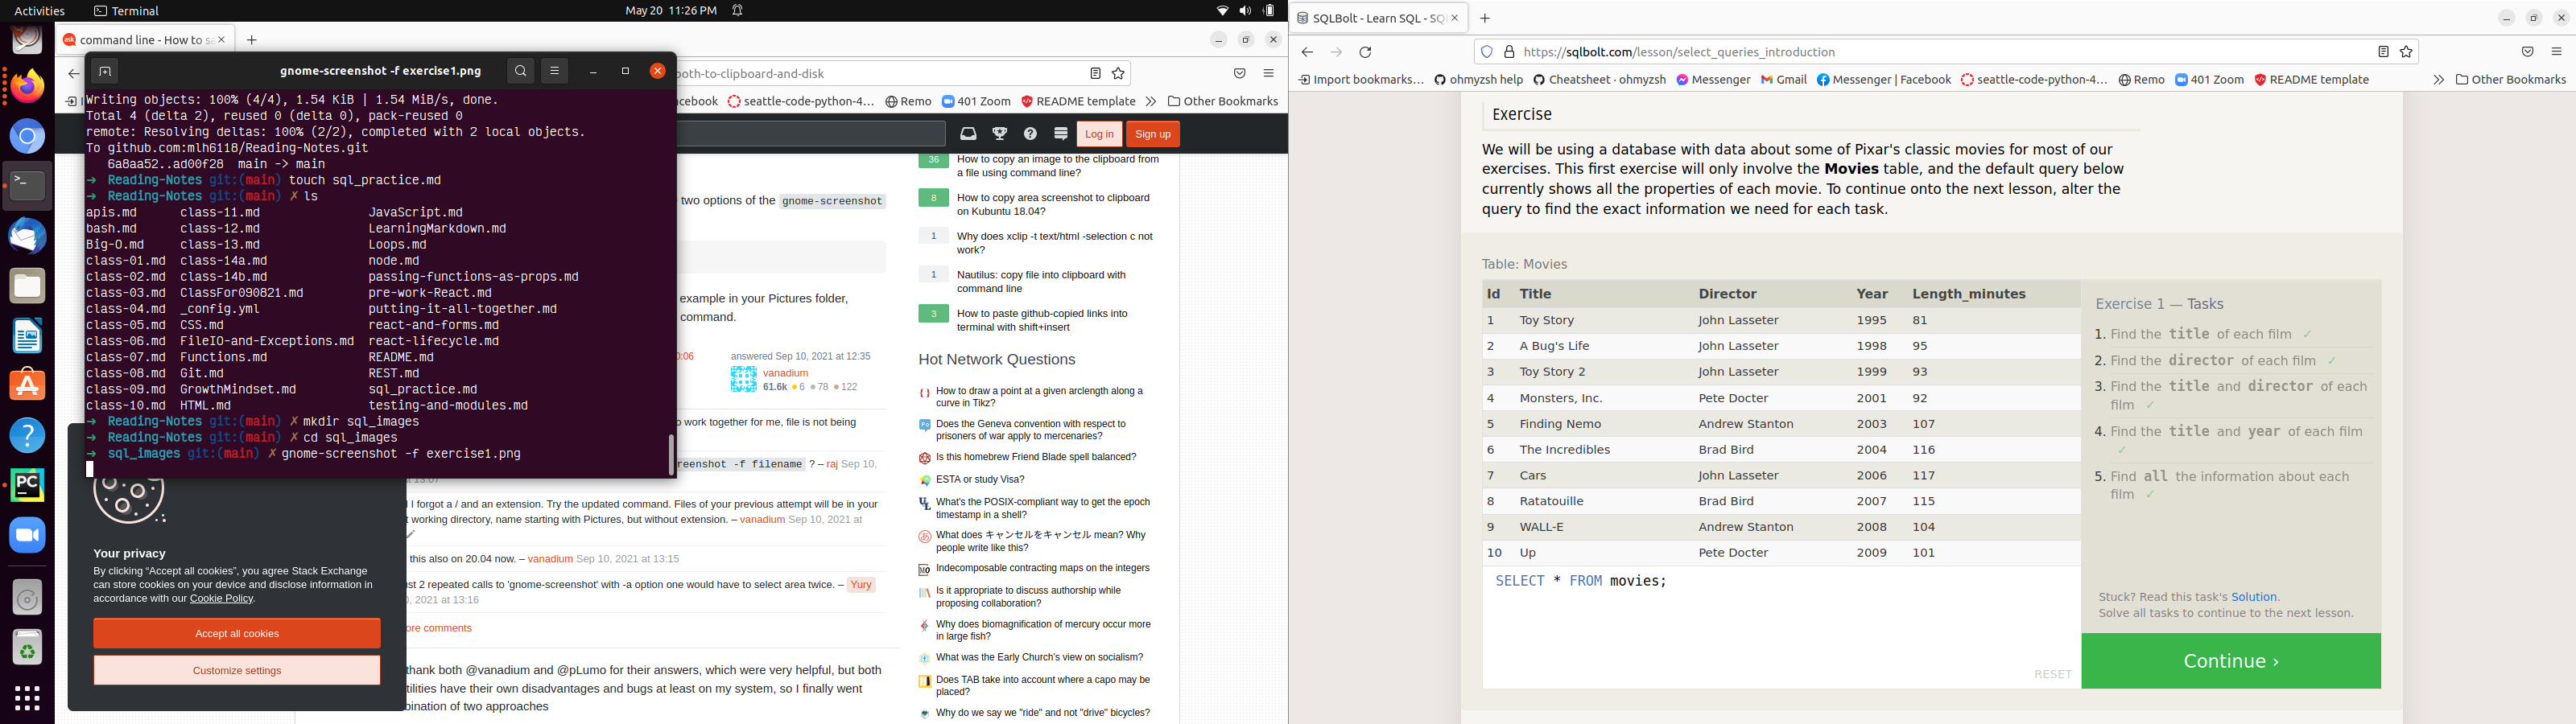 Activities
Terminal
May 20 11:26 PM
command line - How to sa
gnome-screenshot -f exercise1.png
Writing objects: 100% (4/4), 1.54 KiB | 1.54 MiB/s, done.
Total 4 (delta 2), reused 0 (delta 0), pack-reused 0
remote: Resolving deltas: 100% (2/2), completed with 2 local objects.
To github.com:mlh6118/Reading-Notes.git
6a8aa52..ad00f28 main -> main
→ Reading-Notes git:(main) touch sql_practice.md
→ Reading-Notes git:(main) ✗ ls
apis.md class-11.md JavaScript.md
bash.md class-12.md LearningMarkdown.md
Big-O.md class-13.md Loops.md
class-01.md class-14a.md node.md
class-02.md class-14b.md passing-functions-as-props.md
class-03.md ClassFor090821.md pre-work-React.md
class-04.md _config.yml putting-it-all-together.md
class-05.md CSS.md react-and-forms.md
class-06.md FileIO-and-Exceptions.md react-lifecycle.md
class-07.md Functions.md README.md
class-08.md Git.md REST.md
class-09.md GrowthMindset.md sql_practice.md
class-10.md HTML.md testing-and-modules.md
→ Reading-Notes git:(main) ✗ mkdir sql_images
→ Reading-Notes git:(main) ✗ cd sql_images
→ sql_images git:(main) ✗ gnome-screenshot -f exercise1.png
both-to-clipboard-and-disk
acebook seattle-code-python-4… Remo 401 Zoom README template Other Bookmarks
Log in
Sign up
two options of the gnome-screenshot
example in your Pictures folder,
command.
0:06
answered Sep 10, 2021 at 12:35
vanadium
61.6k 6 78 122
o work together for me, file is not being
reenshot -f filename ? – raj Sep 10,
at 13:07
I forgot a / and an extension. Try the updated command. Files of your previous attempt will be in your
t working directory, name starting with Pictures, but without extension. – vanadium Sep 10, 2021 at
this also on 20.04 now. – vanadium Sep 10, 2021 at 13:15
ust 2 repeated calls to 'gnome-screenshot' with -a option one would have to select area twice. – Yury
0, 2021 at 13:16
ore comments
thank both @vanadium and @pLumo for their answers, which were very helpful, but both
tilities have their own disadvantages and bugs at least on my system, so I finally went
bination of two approaches
Your privacy
By clicking “Accept all cookies”, you agree Stack Exchange
can store cookies on your device and disclose information in
accordance with our Cookie Policy.
Accept all cookies
Customize settings
36 How to copy an image to the clipboard from
a file using command line?
8 How to copy area screenshot to clipboard
on Kubuntu 18.04?
1 Why does xclip -t text/html -selection c not
work?
1 Nautilus: copy file into clipboard with
command line
3 How to paste github-copied links into
terminal with shift+insert
Hot Network Questions
How to draw a point at a given arclength along a
curve in Tikz?
Does the Geneva convention with respect to
prisoners of war apply to mercenaries?
Is this homebrew Friend Blade spell balanced?
ESTA or study Visa?
What's the POSIX-compliant way to get the epoch
timestamp in a shell?
What does キャンセルをキャンセル mean? Why
people write like this?
Indecomposable contracting maps on the integers
Is it appropriate to discuss authorship while
proposing collaboration?
Why does biomagnification of mercury occur more
in large fish?
What was the Early Church's view on socialism?
Does TAB take into account where a capo may be
placed?
Why do we say we "ride" and not "drive" bicycles?
SQLBolt - Learn SQL - SQL
https://sqlbolt.com/lesson/select_queries_introduction
Import bookmarks… ohmyzsh help Cheatsheet · ohmyzsh Messenger Gmail Messenger | Facebook seattle-code-python-4… Remo 401 Zoom README template Other Bookmarks
Exercise
We will be using a database with data about some of Pixar's classic movies for most of our
exercises. This first exercise will only involve the Movies table, and the default query below
currently shows all the properties of each movie. To continue onto the next lesson, alter the
query to find the exact information we need for each task.
Table: Movies
Id Title Director Year Length_minutes
1 Toy Story John Lasseter 1995 81
2 A Bug's Life John Lasseter 1998 95
3 Toy Story 2 John Lasseter 1999 93
4 Monsters, Inc. Pete Docter 2001 92
5 Finding Nemo Andrew Stanton 2003 107
6 The Incredibles Brad Bird 2004 116
7 Cars John Lasseter 2006 117
8 Ratatouille Brad Bird 2007 115
9 WALL-E Andrew Stanton 2008 104
10 Up Pete Docter 2009 101
SELECT * FROM movies;
RESET
Exercise 1 — Tasks
1. Find the title of each film ✓
2. Find the director of each film ✓
3. Find the title and director of each
film ✓
4. Find the title and year of each film
✓
5. Find all the information about each
film ✓
Stuck? Read this task's Solution.
Solve all tasks to continue to the next lesson.
Continue ›